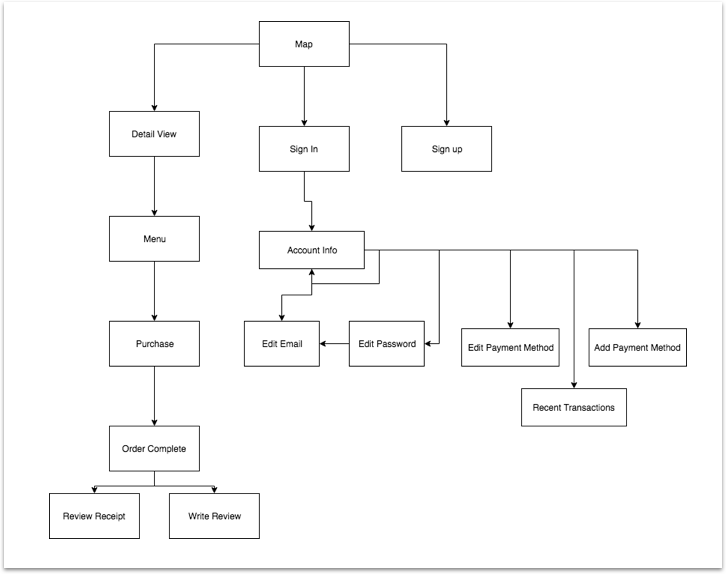 Map
Detail View
Sign In
Sign up
Menu
Account Info
Purchase
Edit Email
Edit Password
Edit Payment Method
Add Payment Method
Recent Transactions
Order Complete
Review Receipt
Write Review